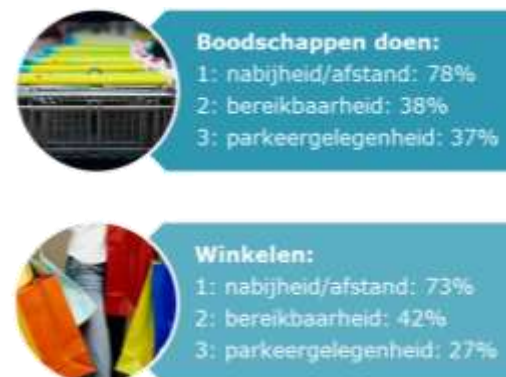 Boodschappen doen:
1: nabijheid/afstand: 78%
2: bereikbaarheid: 38%
3: parkeergelegenheid: 37%
Winkelen:
1: nabijheid/afstand: 73%
2: bereikbaarheid: 42%
3: parkeergelegenheid: 27%